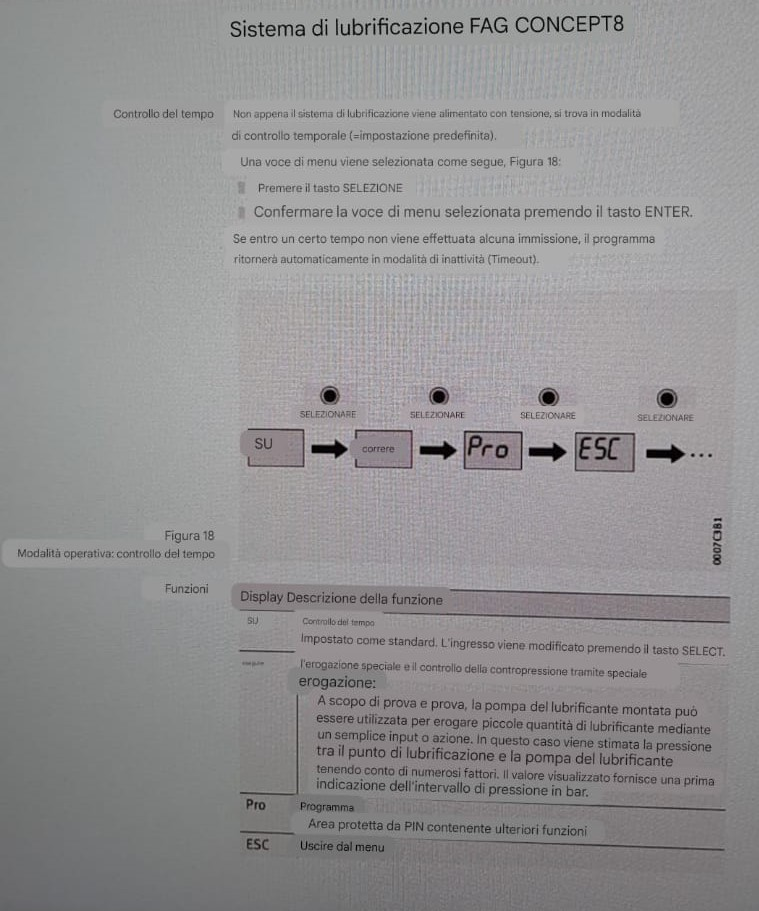 Sistema di lubrificazione FAG CONCEPT8
Controllo del tempo
Non appena il sistema di lubrificazione viene alimentato con tensione, si trova in modalità
di controllo temporale (=impostazione predefinita).
Una voce di menu viene selezionata come segue, Figura 18:
Premere il tasto SELEZIONE
Confermare la voce di menu selezionata premendo il tasto ENTER.
Se entro un certo tempo non viene effettuata alcuna immissione, il programma
ritornerà automaticamente in modalità di inattività (Timeout).
SELEZIONARE SELEZIONARE SELEZIONARE SELEZIONARE
SU correre Pro ESC ...
0007C3B1
Figura 18
Modalità operativa: controllo del tempo
Funzioni
Display Descrizione della funzione
SU Controllo del tempo
Impostato come standard. L'ingresso viene modificato premendo il tasto SELECT.
l'erogazione speciale e il controllo della contropressione tramite speciale
erogazione:
A scopo di prova e prova, la pompa del lubrificante montata può
essere utilizzata per erogare piccole quantità di lubrificante mediante
un semplice input o azione. In questo caso viene stimata la pressione
tra il punto di lubrificazione e la pompa del lubrificante
tenendo conto di numerosi fattori. Il valore visualizzato fornisce una prima
indicazione dell'intervallo di pressione in bar.
Pro Programma
Area protetta da PIN contenente ulteriori funzioni
ESC Uscire dal menu